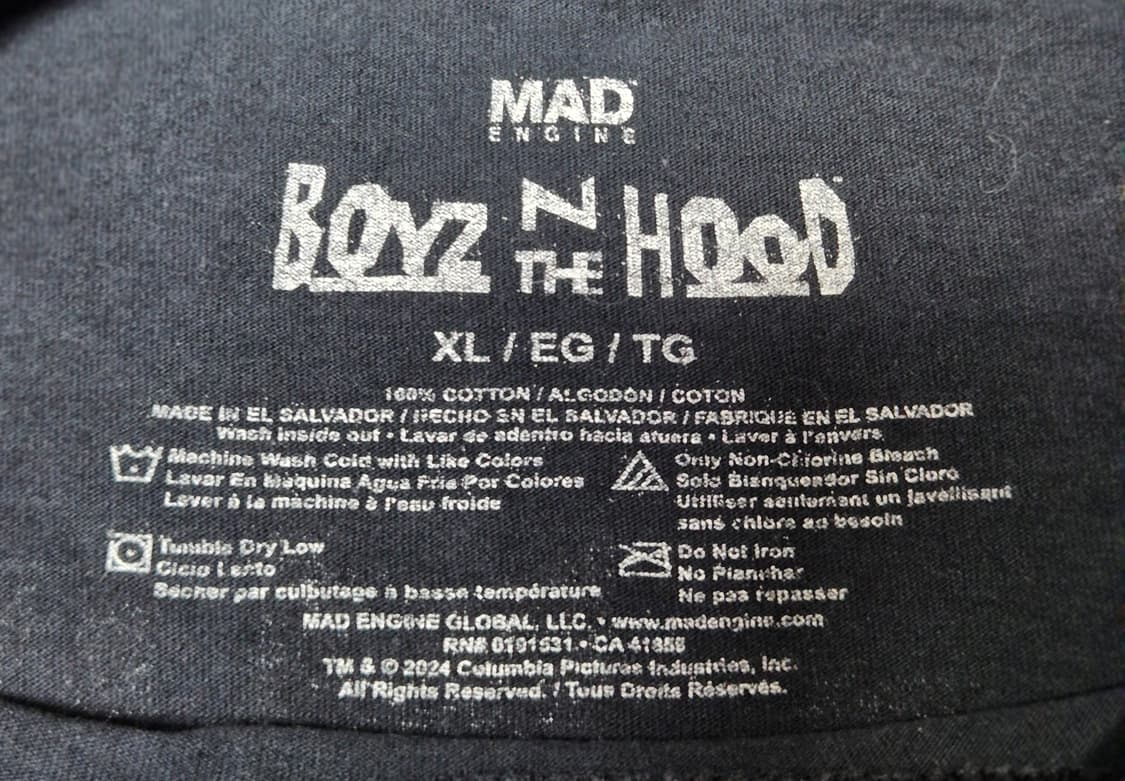 MAD
ENGINE
BOYZ N THE HOOD™
XL / EG / TG
100% COTTON / ALGODÓN / COTON
MADE IN EL SALVADOR / HECHO EN EL SALVADOR / FABRIQUÉ EN EL SALVADOR
Wash inside out • Lavar de adentro hacia afuera • Laver à l'envers
Machine Wash Cold with Like Colors
Lavar En Maquina Agua Fria Por Colores
Laver à la machine à l'eau froide
Only Non-Chlorine Bleach
Solo Blanqueador Sin Cloro
Utiliser seulement un javellisant
sans chlore au besoin
Tumble Dry Low
Ciclo Lento
Sécher par culbutage à basse température
Do Not Iron
No Planchar
Ne pas repasser
MAD ENGINE GLOBAL, LLC. • www.madengine.com
RN# 0101531 • CA
TM & © 2024 Columbia Pictures Industries, Inc.
All Rights Reserved. / Tous Droits Réservés.